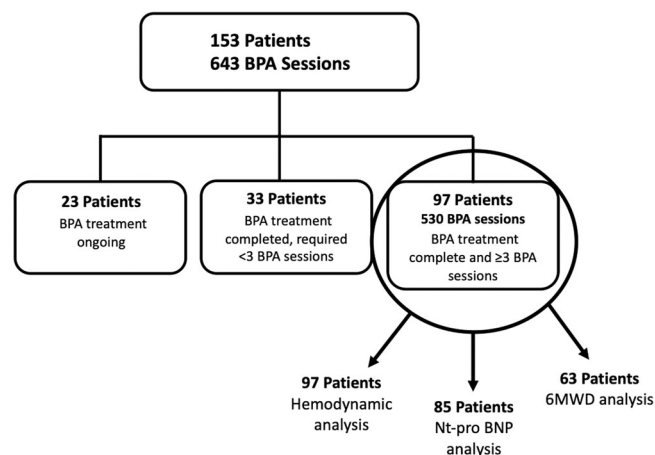 153 Patients
643 BPA Sessions
23 Patients
BPA treatment
ongoing
33 Patients
BPA treatment
completed, required
<3 BPA sessions
97 Patients
530 BPA sessions
BPA treatment
complete and ≥3 BPA
sessions
97 Patients
Hemodynamic
analysis
85 Patients
Nt-pro BNP
analysis
63 Patients
6MWD analysis